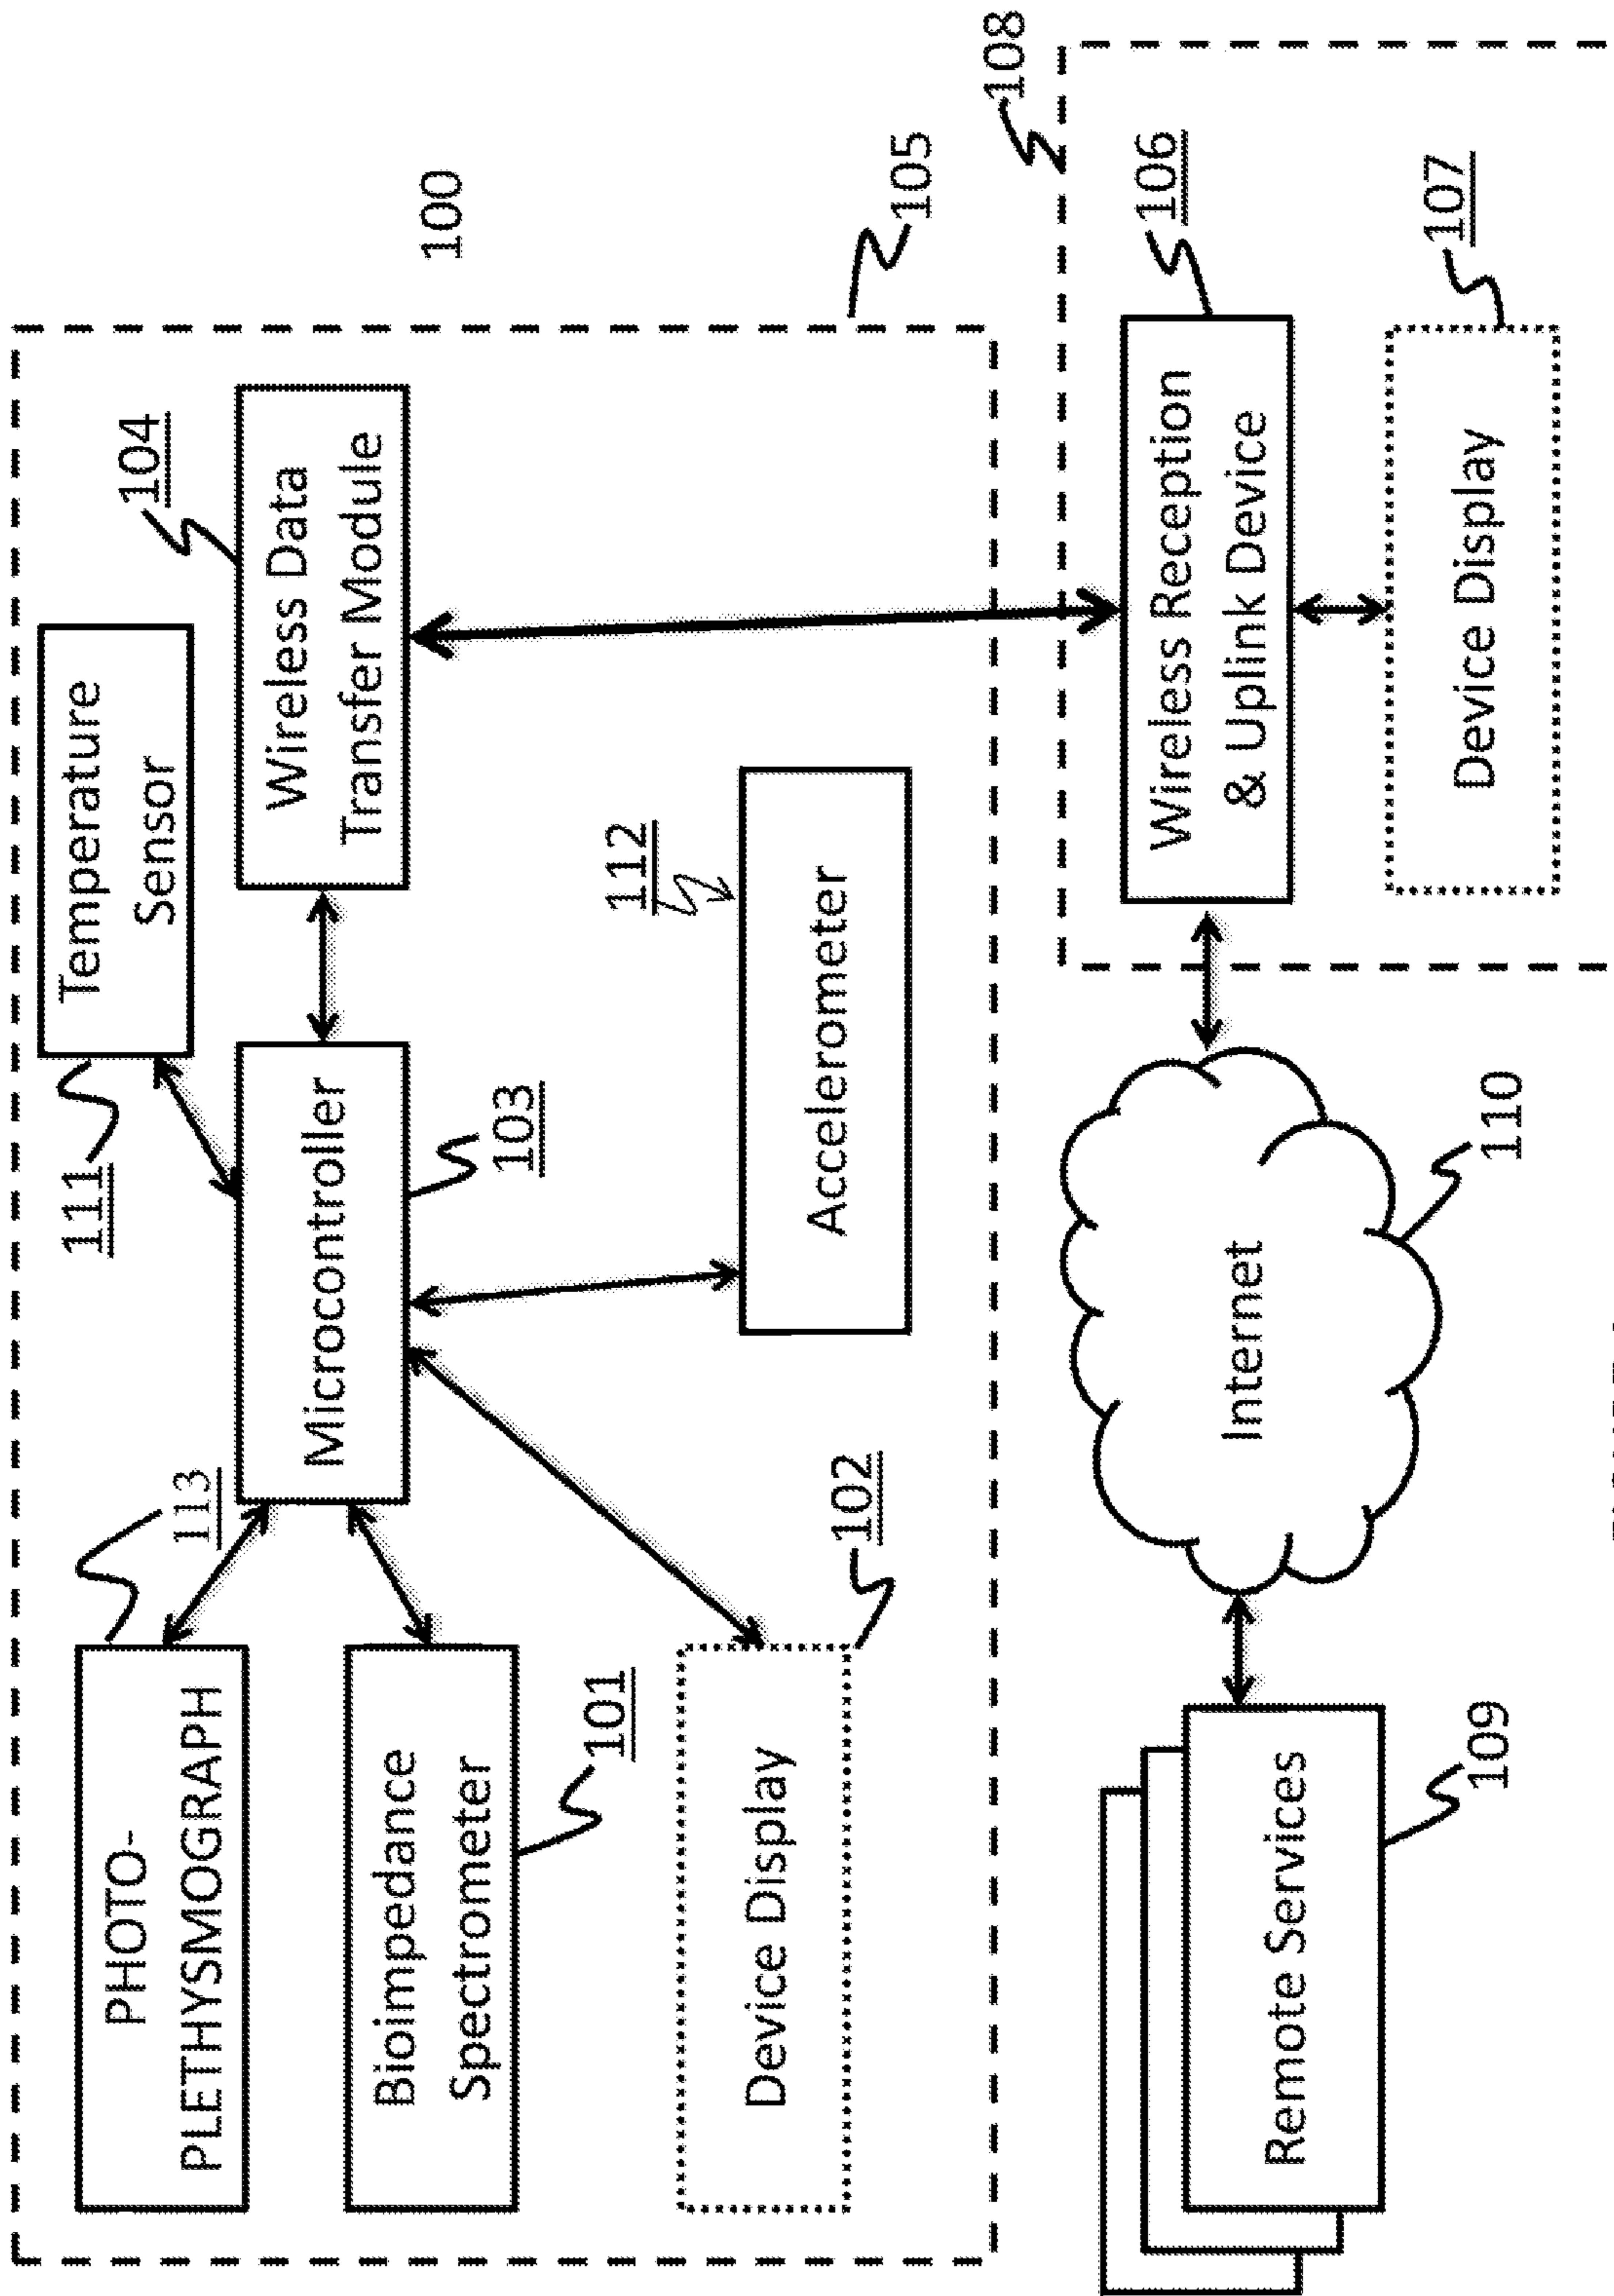 100
PHOTO-
PLETHYSMOGRAPH
113
111
Temperature
Sensor
104
Microcontroller
103
Wireless Data
Transfer Module
Bioimpedance
Spectrometer
101
112
Accelerometer
Device Display
102
105
108
Remote Services
109
Internet
110
Wireless Reception
& Uplink Device
106
Device Display
107